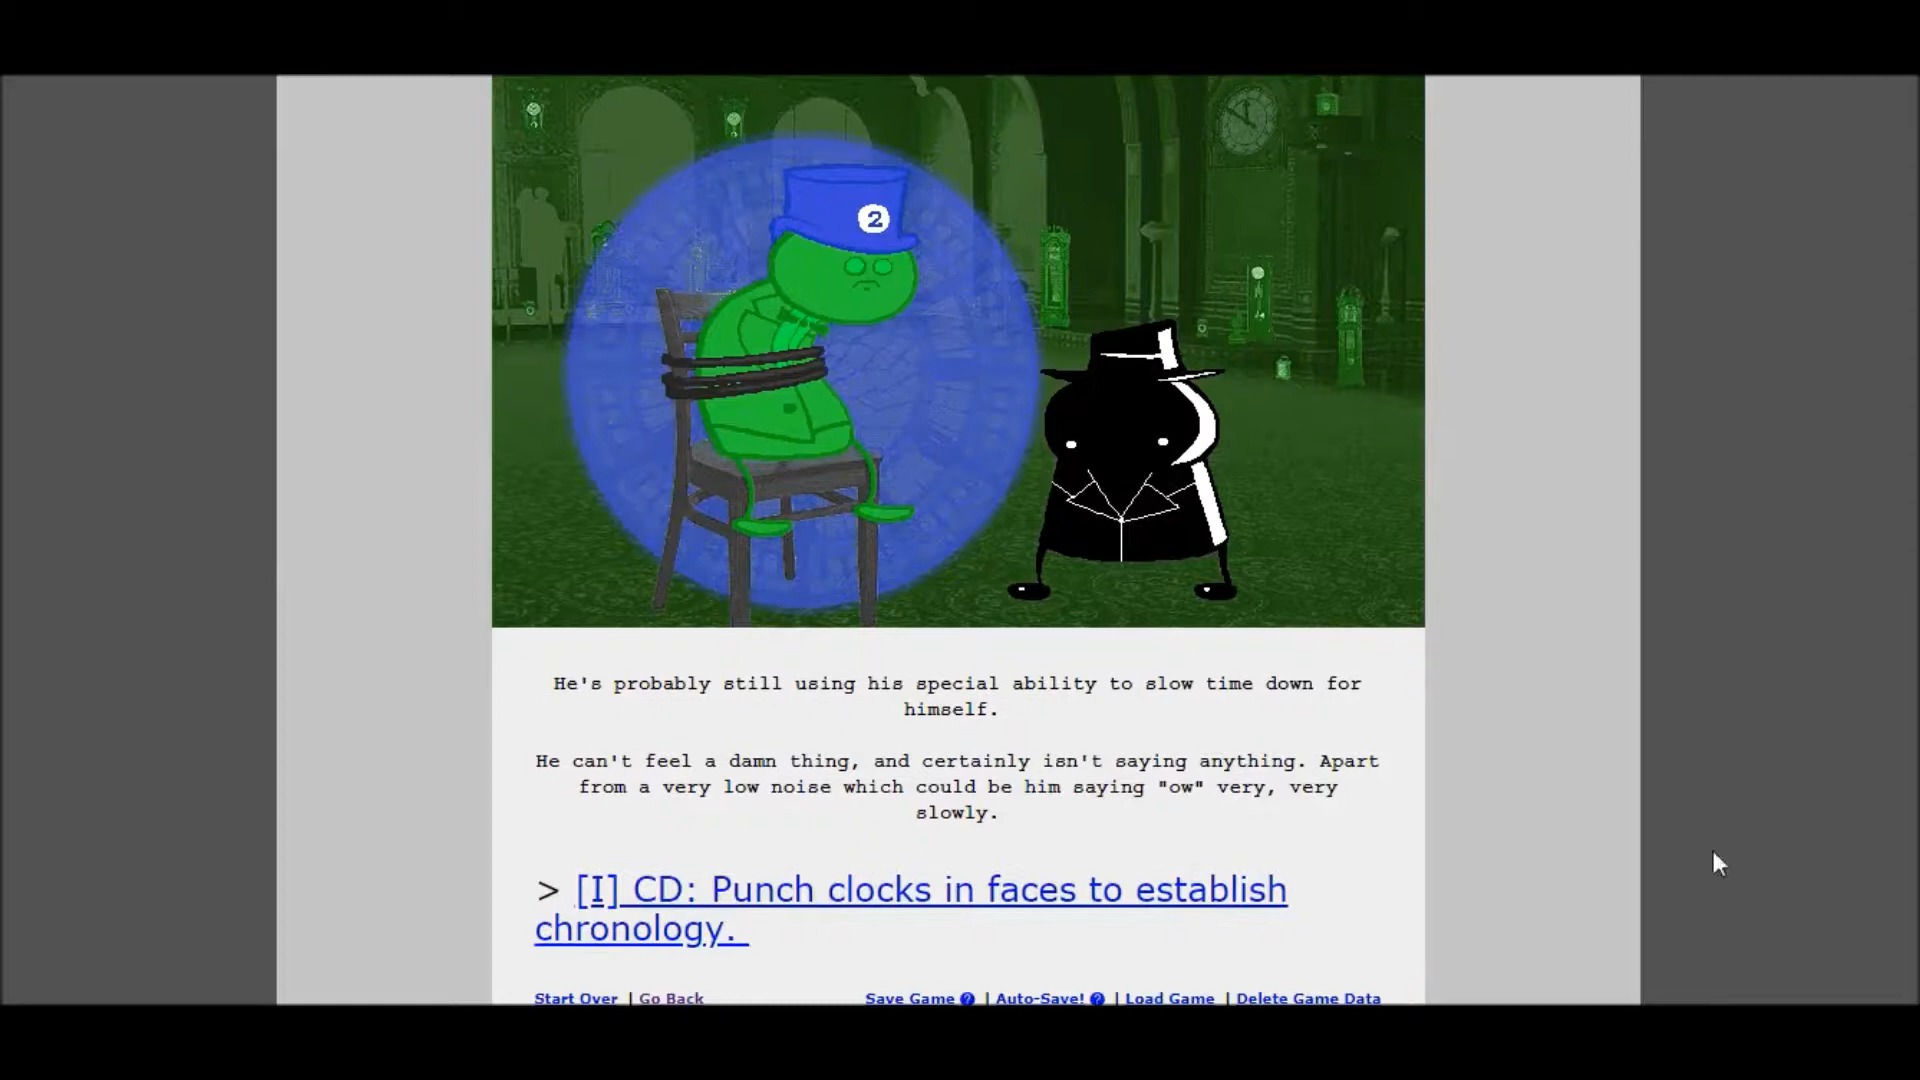 2
He's probably still using his special ability to slow time down for
himself.
He can't feel a damn thing, and certainly isn't saying anything. Apart
from a very low noise which could be him saying "ow" very, very
slowly.
> [I] CD: Punch clocks in faces to establish
chronology.
Start Over | Go Back Save Game ? | Auto-Save! ? | Load Game | Delete Game Data